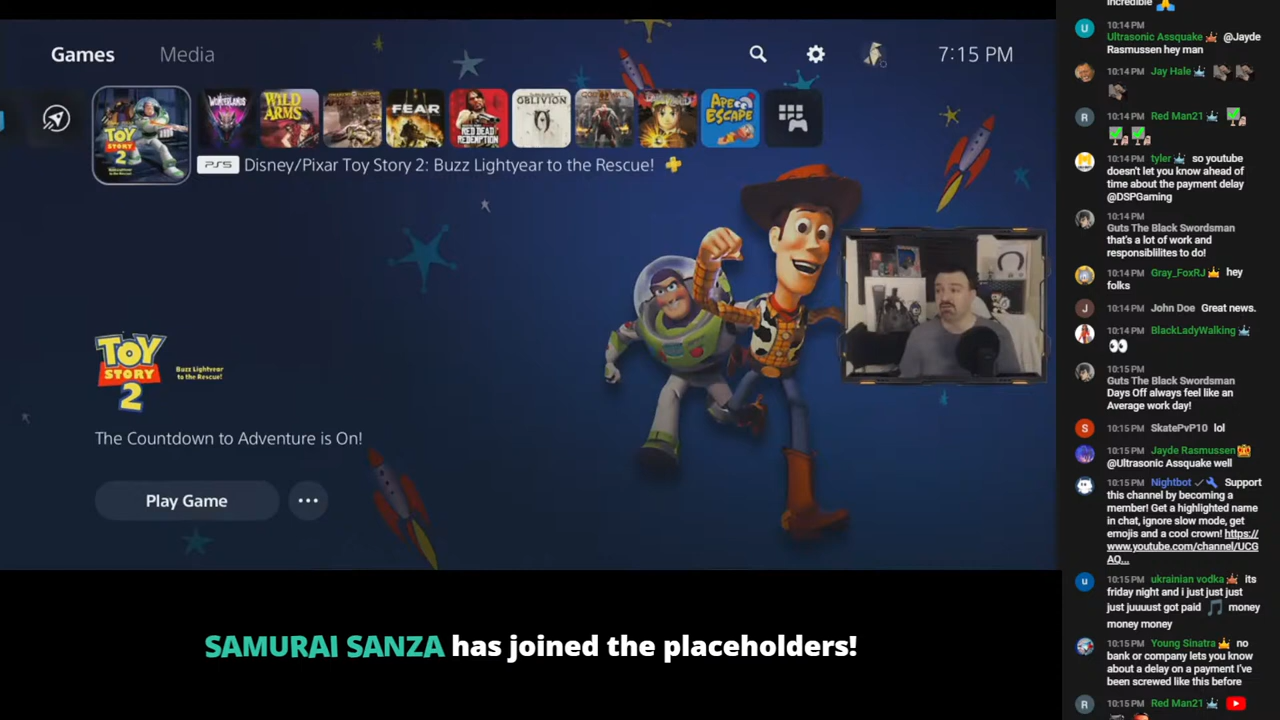 Games Media 7:15 PM
TOY STORY 2
WONDERLANDS
WILD ARMS
FEAR
RED DEAD REDEMPTION
OBLIVION
GOD OF WAR
APE ESCAPE
PS5 Disney/Pixar Toy Story 2: Buzz Lightyear to the Rescue!
TOY
STORY
2
Buzz Lightyear
to the Rescue!
The Countdown to Adventure is On!
Play Game
SAMURAI SANZA has joined the placeholders!
incredible
10:14 PM
Ultrasonic Assquake @Jayde
Rasmussen hey man
10:14 PM Jay Hale
10:14 PM Red Man21
10:14 PM tyler so youtube
doesn't let you know ahead of
time about the payment delay
@DSPGaming
10:14 PM
Guts The Black Swordsman
that's a lot of work and
responsiblilites to do!
10:14 PM Gray_FoxRJ hey
folks
10:14 PM John Doe Great news.
10:14 PM BlackLadyWalking
10:15 PM
Guts The Black Swordsman
Days Off always feel like an
Average work day!
10:15 PM SkatePvP10 lol
10:15 PM Jayde Rasmussen
@Ultrasonic Assquake well
10:15 PM Nightbot Support
this channel by becoming a
member! Get a highlighted name
in chat, ignore slow mode, get
emojis and a cool crown! https://
www.youtube.com/channel/UCG
AQ...
10:15 PM ukrainian vodka its
friday night and i just just just
just juuuust got paid money
money money
10:15 PM Young Sinatra no
bank or company lets you know
about a delay on a payment I've
been screwed like this before
10:15 PM Red Man21